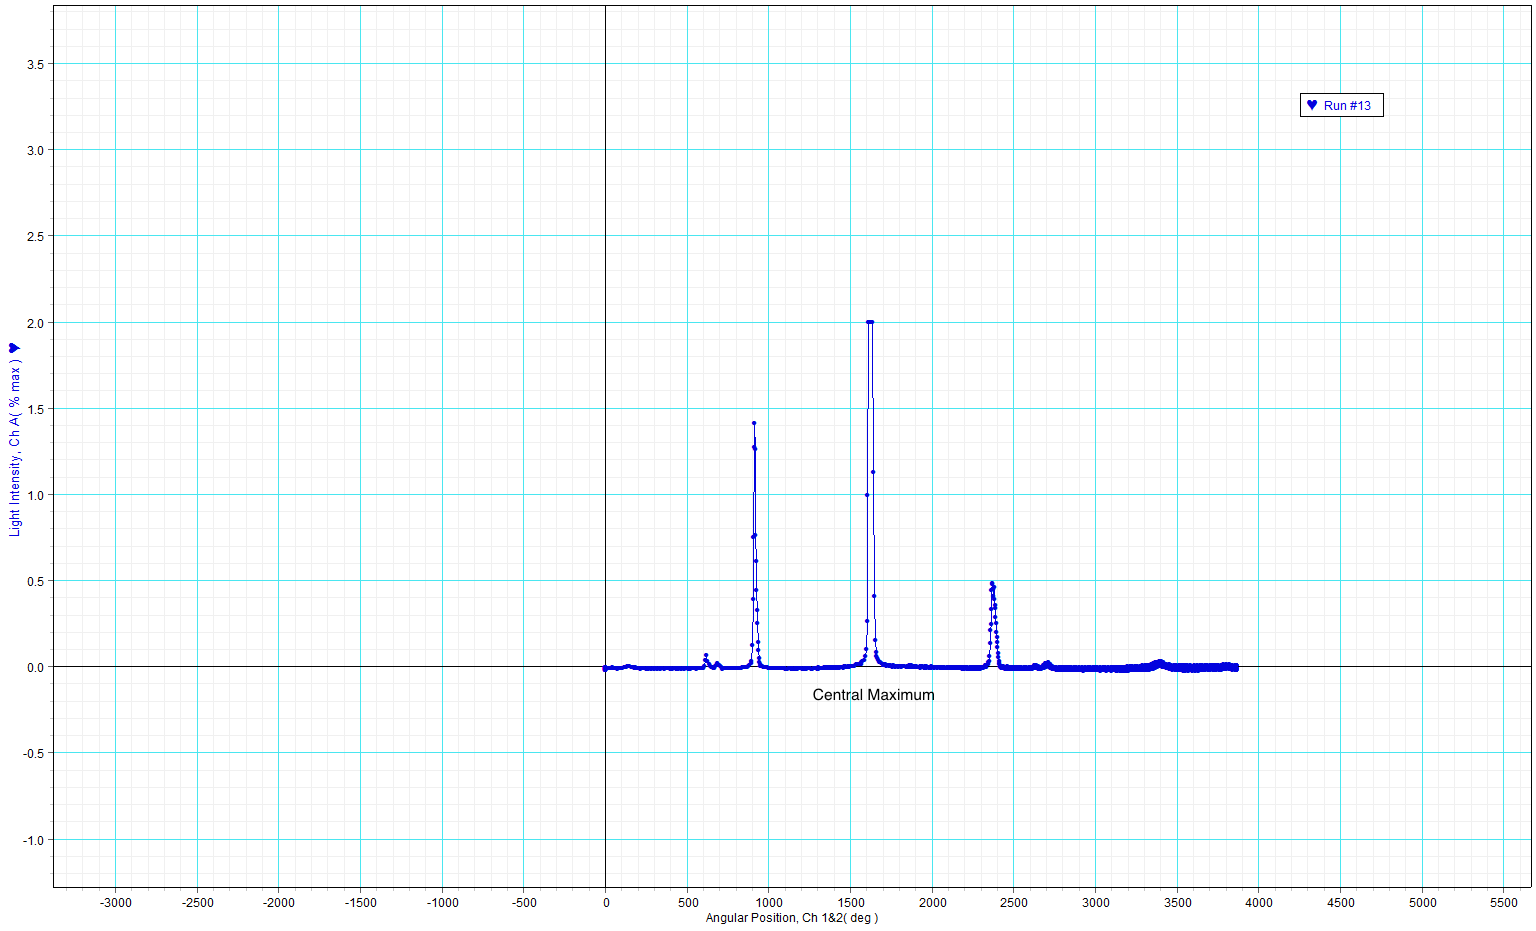 3.5
♥ Run #13
3.0
2.5
2.0
1.5
1.0
0.5
0.0
-0.5
-1.0
Light Intensity, Ch A( % max ) ♥
Central Maximum
-3000 -2500 -2000 -1500 -1000 -500 0 500 1000 1500 2000 2500 3000 3500 4000 4500 5000 5500
Angular Position, Ch 1&2( deg )